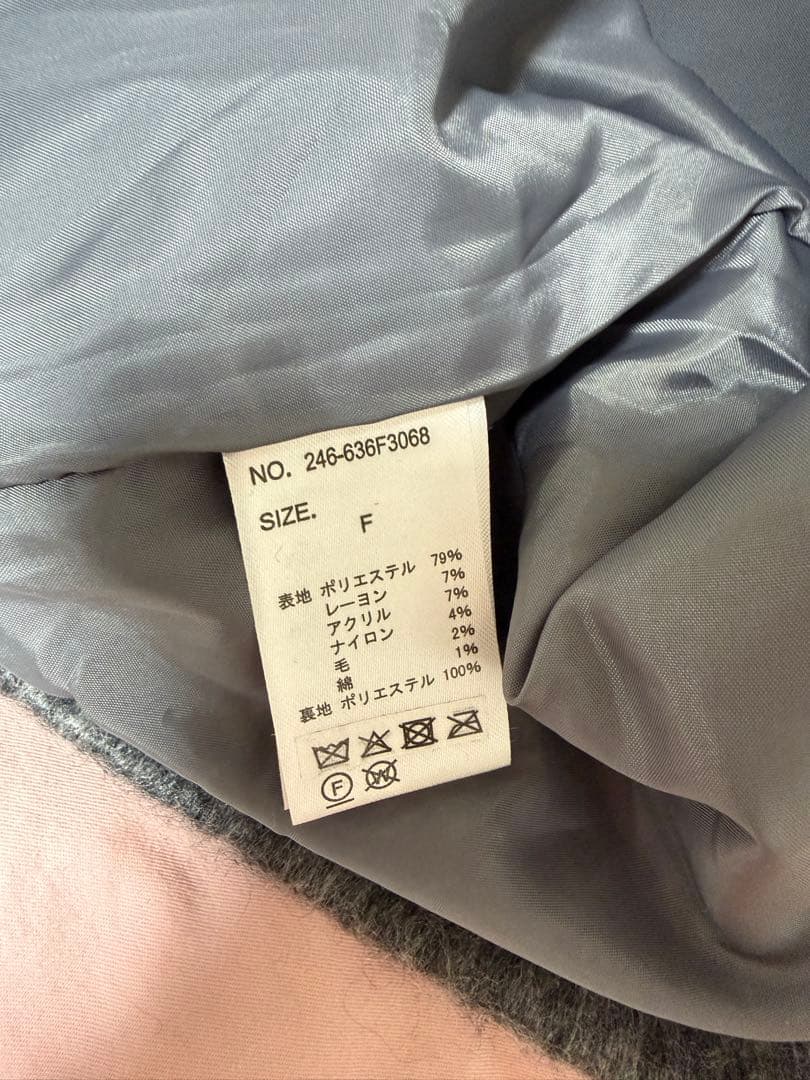 NO. 246-636F3068
SIZE. F
表地 ポリエステル 79%
レーヨン 7%
アクリル 7%
ナイロン 4%
毛 2%
綿 1%
裏地 ポリエステル 100%
F W